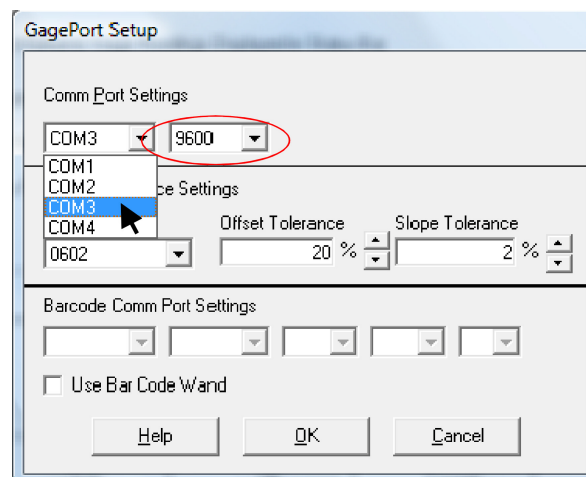 GagePort Setup
Comm Port Settings
COM3 9600
COM1
COM2 ce Settings
COM3 Offset Tolerance Slope Tolerance
COM4
0602 20 % 2 %
Barcode Comm Port Settings
Use Bar Code Wand
Help OK Cancel